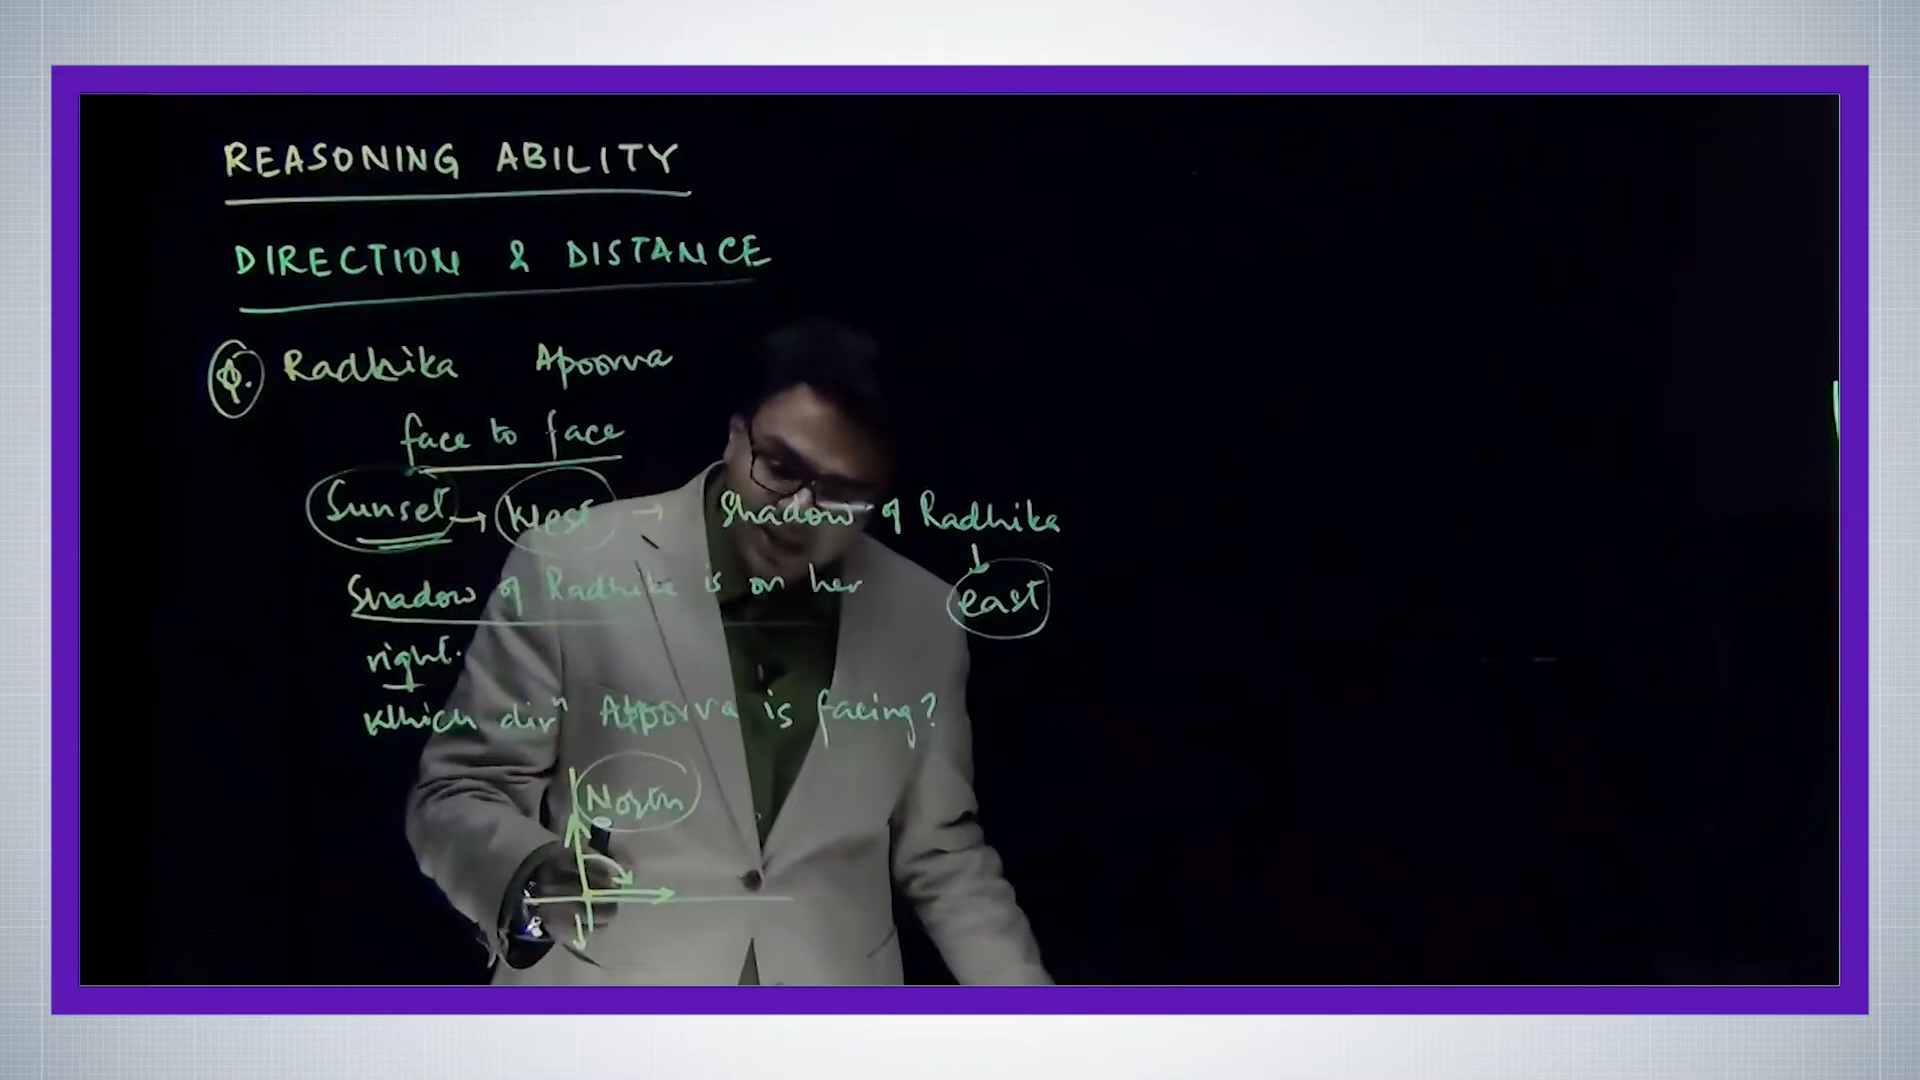 REASONING ABILITY
DIRECTION & DISTANCE
Q. Radhika Apoorva
face to face
Sunset → West → Shadow of Radhika
↓
east
Shadow of Radhika is on her
right.
Which dirⁿ Apoorva is facing?
North